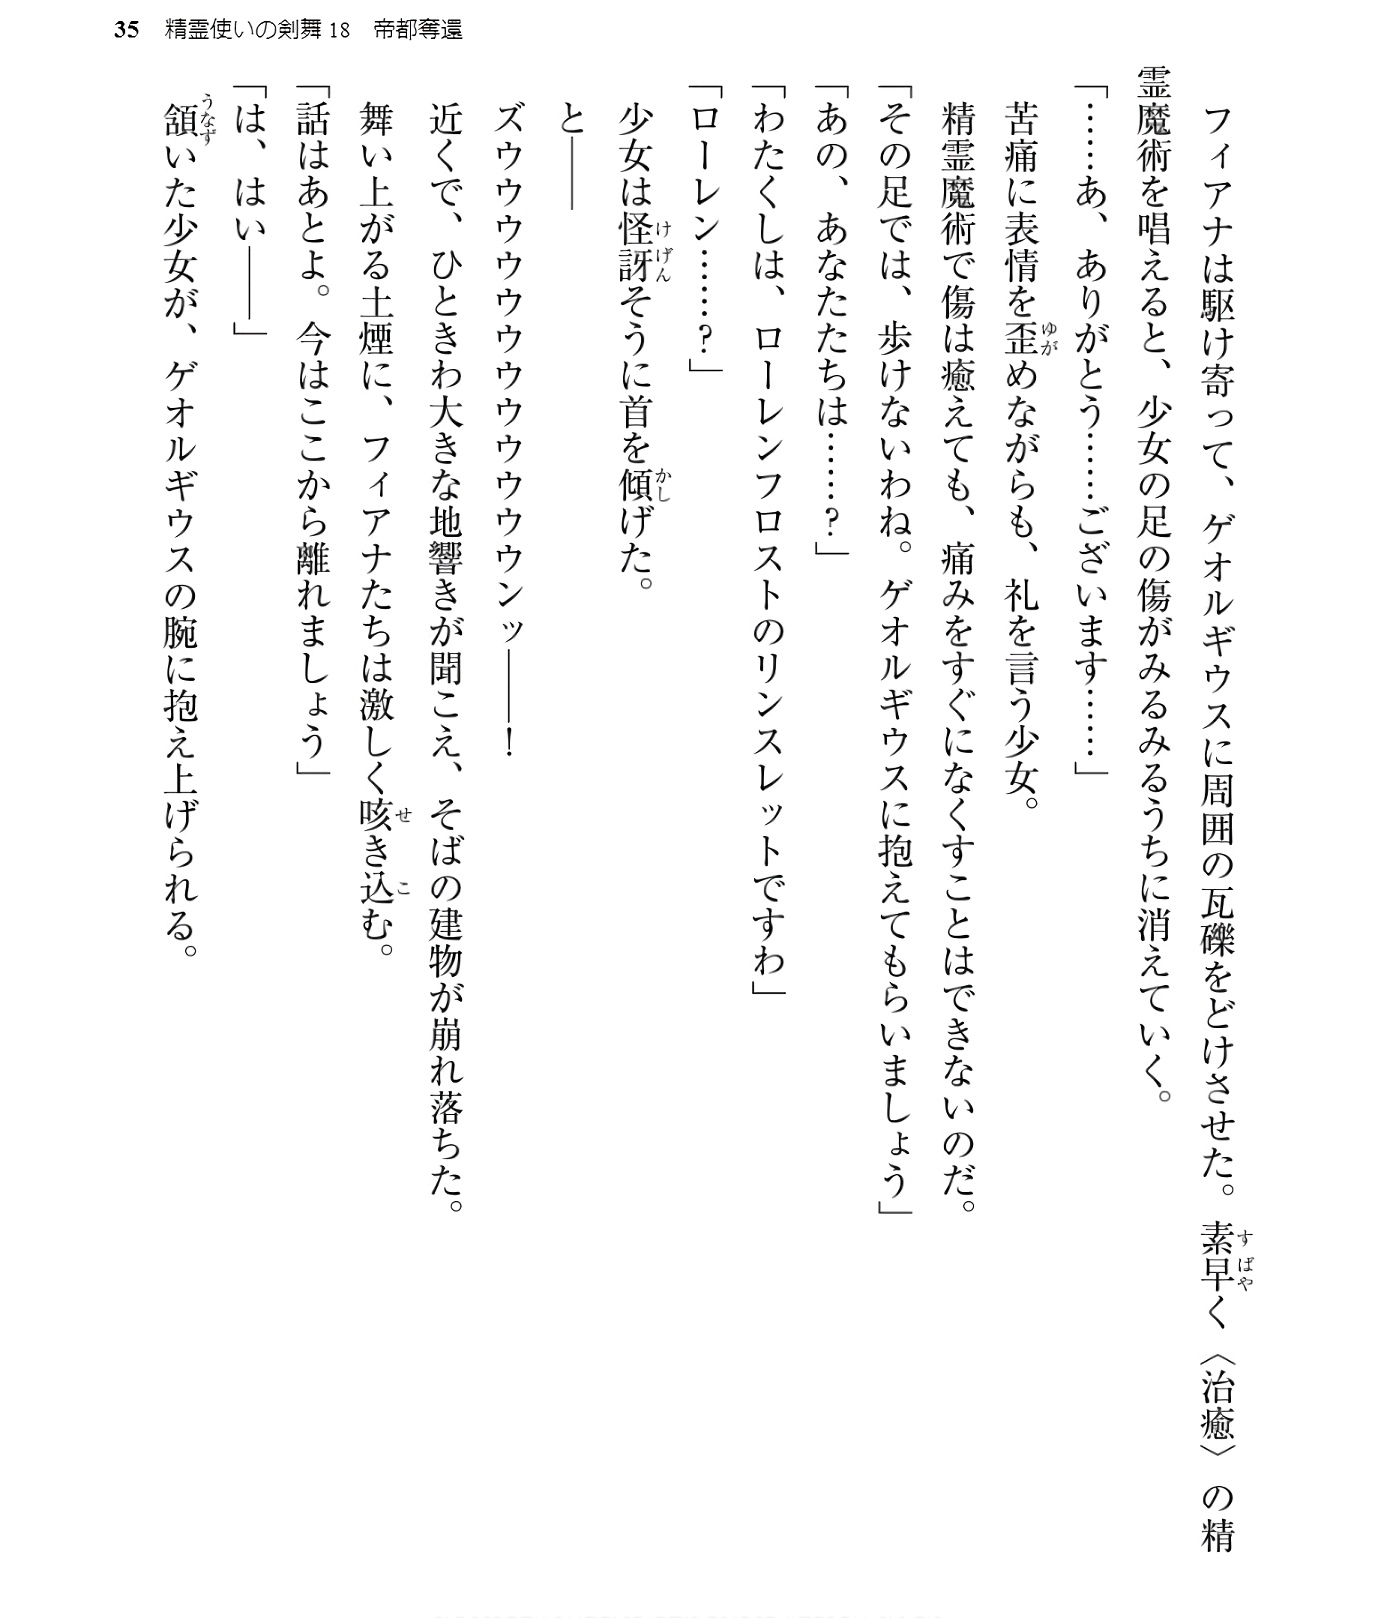 35 精霊使いの剣舞 18 帝都奪還
フィアナは駆け寄って、ゲオルギウスに周囲の瓦礫をどけさせた。素早く〈治癒〉の精
霊魔術を唱えると、少女の足の傷がみるみるうちに消えていく。
「……あ、ありがとう……ございます……」
苦痛に表情を歪めながらも、礼を言う少女。
精霊魔術で傷は癒えても、痛みをすぐになくすことはできないのだ。
「その足では、歩けないわね。ゲオルギウスに抱えてもらいましょう」
「あの、あなたたちは……?」
「わたくしは、ローレンフロストのリンスレットですわ」
「ローレン……?」
少女は怪訝そうに首を傾げた。
と――
ズウウウウウウウウウウウンッ――!
近くで、ひときわ大きな地響きが聞こえ、そばの建物が崩れ落ちた。
舞い上がる土煙に、フィアナたちは激しく咳き込む。
「話はあとよ。今はここから離れましょう」
「は、はい――」
頷いた少女が、ゲオルギウスの腕に抱え上げられる。